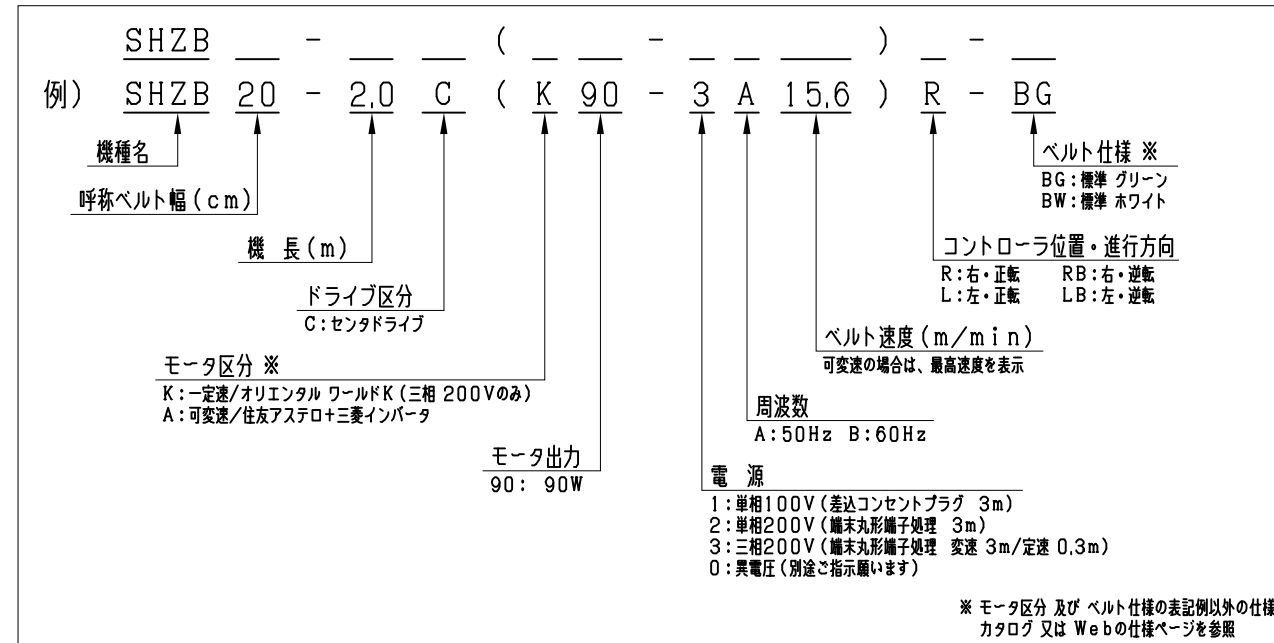 SHZB - ( - ) -
例) SHZB 20 - 2.0 C ( K 90 - 3 A 15.6 ) R - BG
機種名
呼称ベルト幅(cm)
機 長(m)
ドライブ区分
C:センタドライブ
モータ区分 ※
K:一定速/オリエンタル ワールドK(三相 200Vのみ)
A:可変速/住友アステロ+三菱インバータ
モータ出力
90: 90W
電 源
1:単相100V(差込コンセントプラグ 3m)
2:単相200V(端末丸形端子処理 3m)
3:三相200V(端末丸形端子処理 変速 3m/定速 0.3m)
0:異電圧(別途ご指示願います)
周波数
A:50Hz B:60Hz
ベルト速度(m/min)
可変速の場合は、最高速度を表示
コントローラ位置・進行方向
R:右・正転 RB:右・逆転
L:左・正転 LB:左・逆転
ベルト仕様 ※
BG:標準 グリーン
BW:標準 ホワイト
※ モータ区分 及び ベルト仕様の表記例以外の仕様
カタログ 又は Webの仕様ページを参照